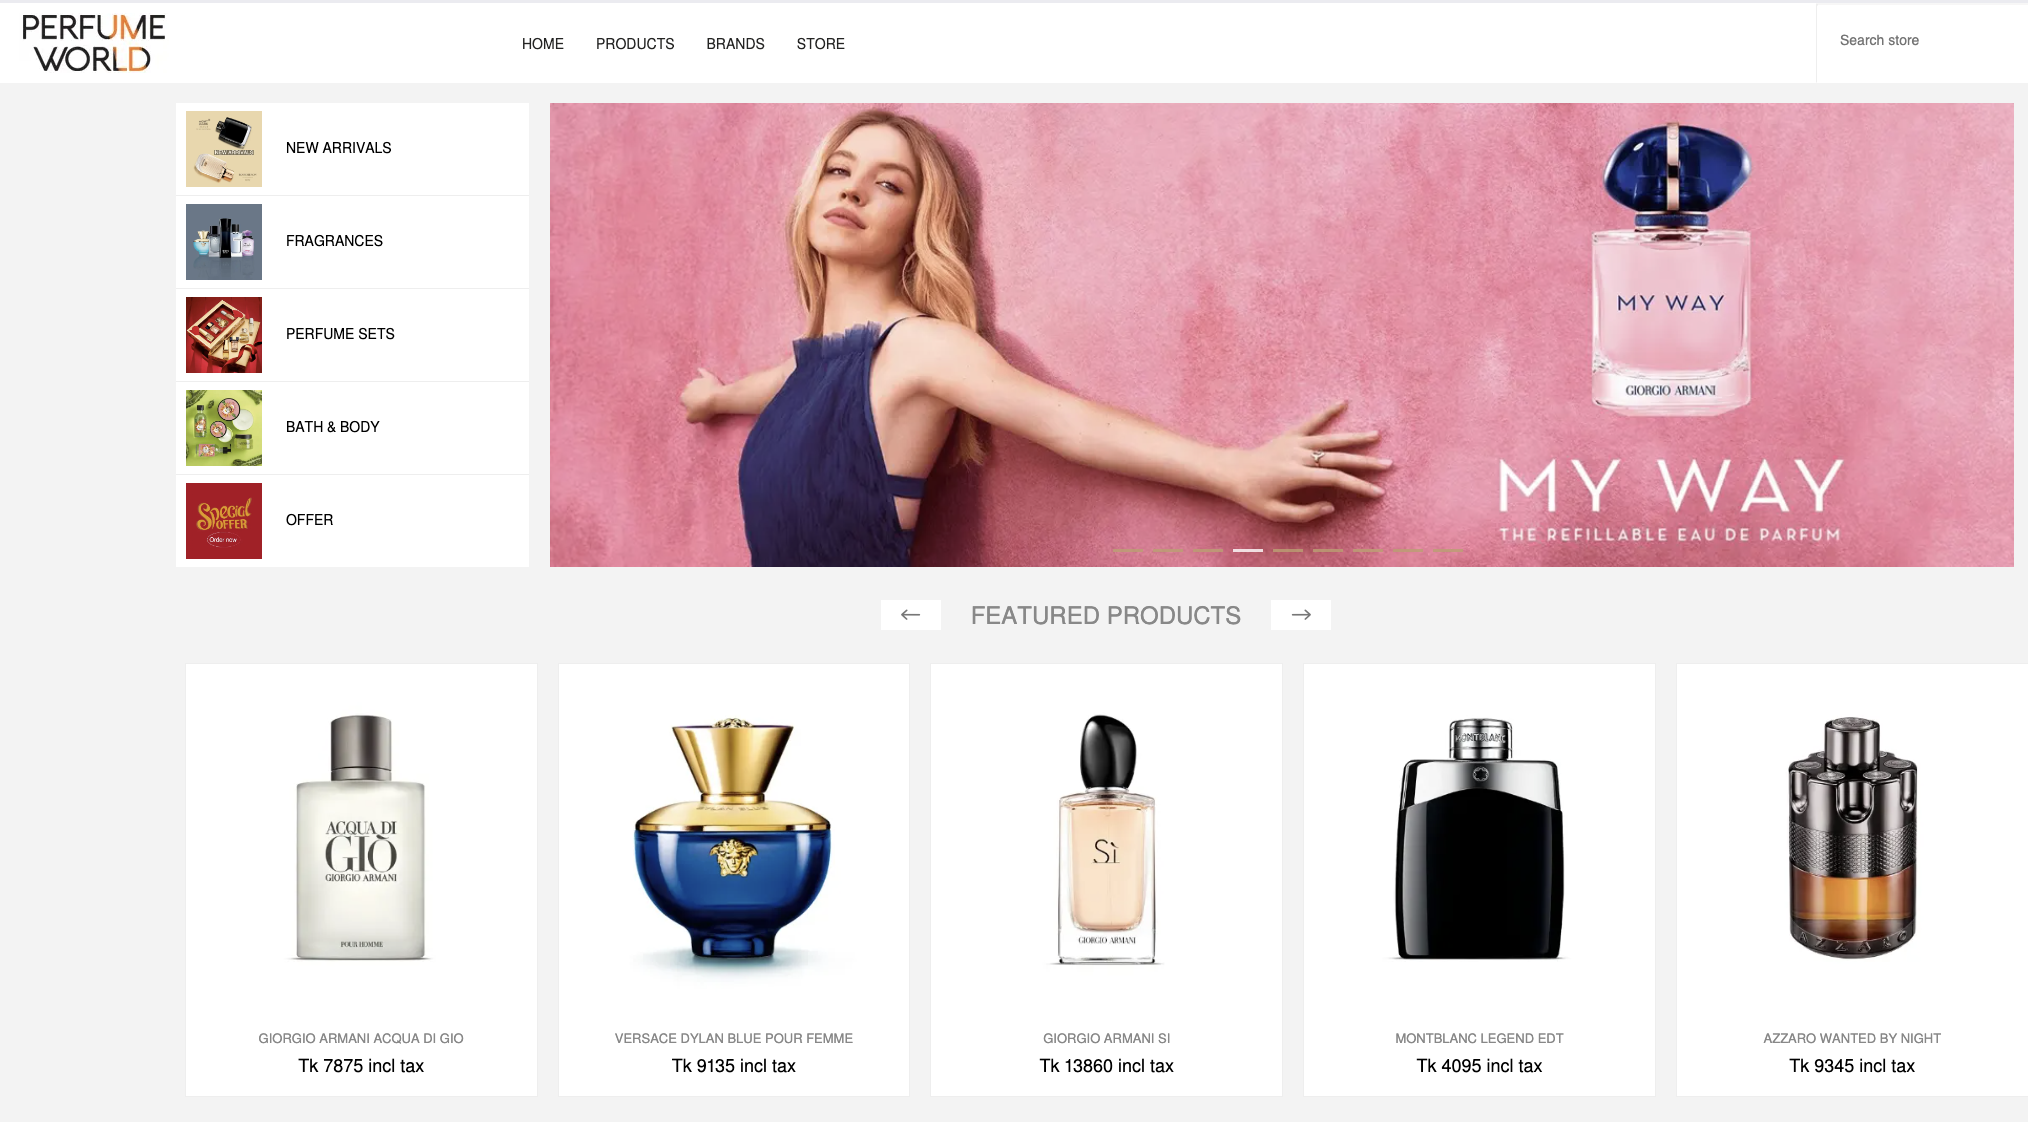 PERFUME
WORLD
HOME
PRODUCTS
BRANDS
STORE
Search store
NEW ARRIVALS
FRAGRANCES
PERFUME SETS
BATH & BODY
Special
OFFER
Order now
OFFER
MY WAY
GIORGIO ARMANI
MY WAY
THE REFILLABLE EAU DE PARFUM
FEATURED PRODUCTS
ACQUA DI
GIÒ
GIORGIO ARMANI
POUR HOMME
GIORGIO ARMANI ACQUA DI GIO
Tk 7875 incl tax
VERSACE DYLAN BLUE POUR FEMME
Tk 9135 incl tax
Sì
GIORGIO ARMANI
GIORGIO ARMANI SI
Tk 13860 incl tax
MONTBLANC
MONTBLANC LEGEND EDT
Tk 4095 incl tax
AZZARO
AZZARO WANTED BY NIGHT
Tk 9345 incl tax